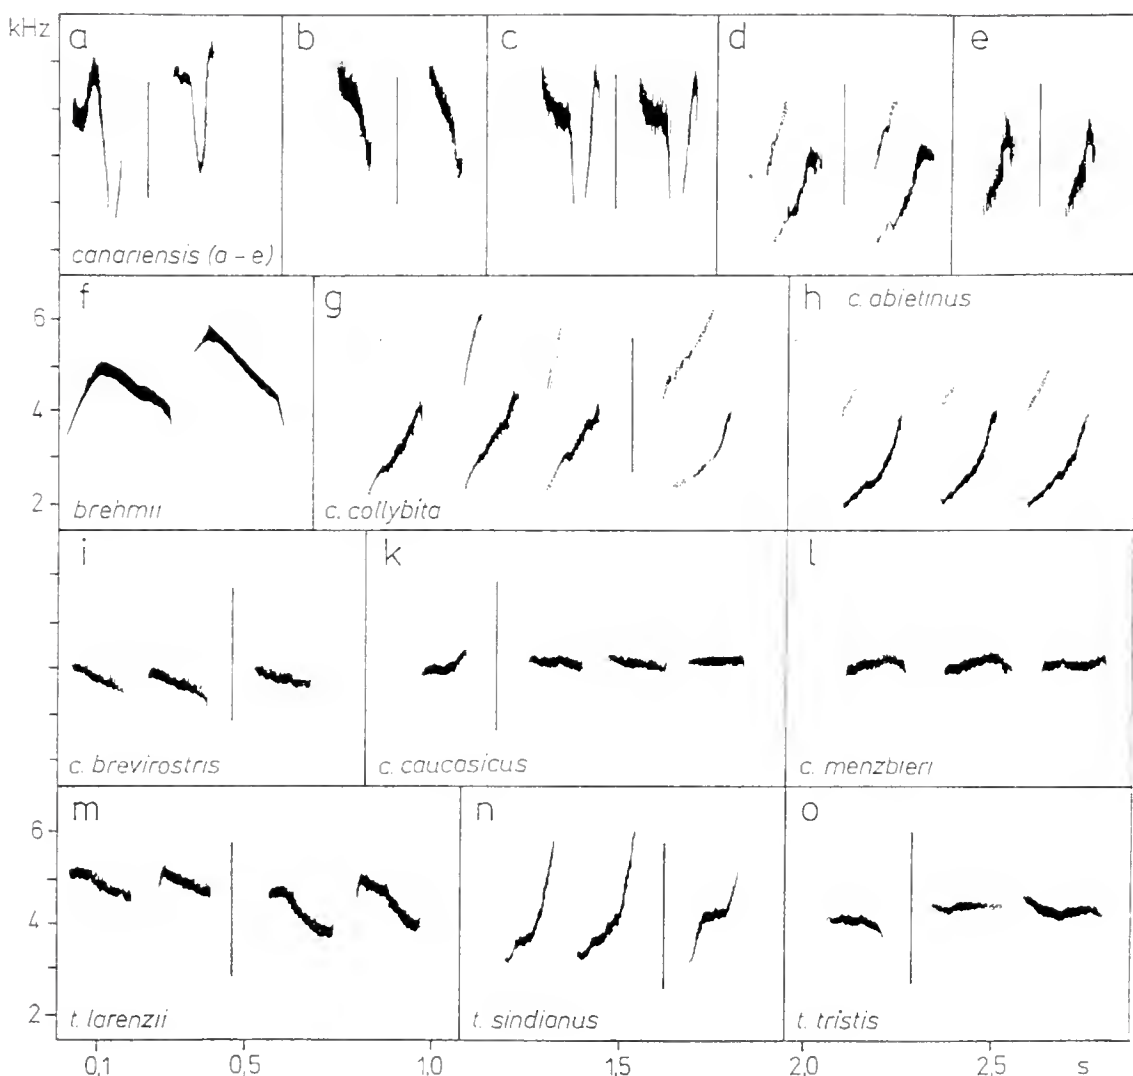 kHz
a b c d e
canariensis (a – e)
f g h c. abietinus
6
4
2
brehmii c. collybita
i k l
c. brevirostris c. caucasicus c. menzbieri
m n o
6
4
2
t. lorenzii t. sindianus t. tristis
0,1 0,5 1,0 1,5 2,0 2,5 s